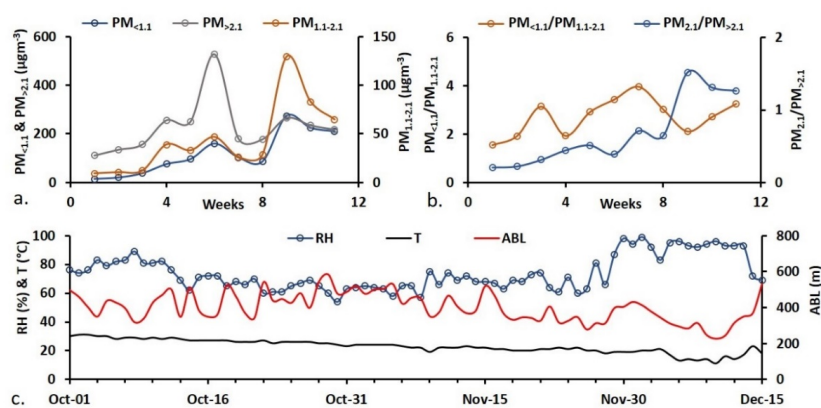 PM<1.1 PM>2.1 PM1.1-2.1
PM<1.1/PM1.1-2.1 PM2.1/PM>2.1
PM<1.1 & PM>2.1 (µgm-3)
600
400
200
0
150
100
50
0
PM1.1-2.1 (µgm-3)
0 4 8 12
Weeks
a.
PM<1.1/PM1.1-2.1
6
4
2
0
2
1
0
PM2.1/PM>2.1
0 4 8 12
Weeks
b.
RH T ABL
RH (%) & T (°C)
100
80
60
40
20
0
800
600
400
200
0
ABL (m)
Oct-01 Oct-16 Oct-31 Nov-15 Nov-30 Dec-15
c.